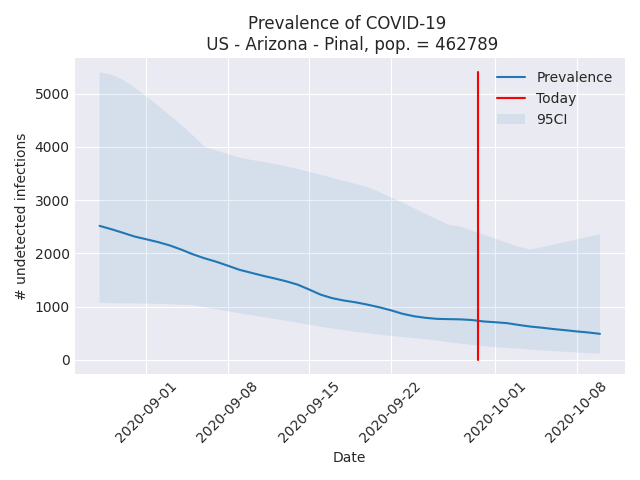 Prevalence of COVID-19
US - Arizona - Pinal, pop. = 462789
Prevalence
Today
95CI
# undetected infections
5000
4000
3000
2000
1000
0
2020-09-01
2020-09-08
2020-09-15
2020-09-22
2020-10-01
2020-10-08
Date